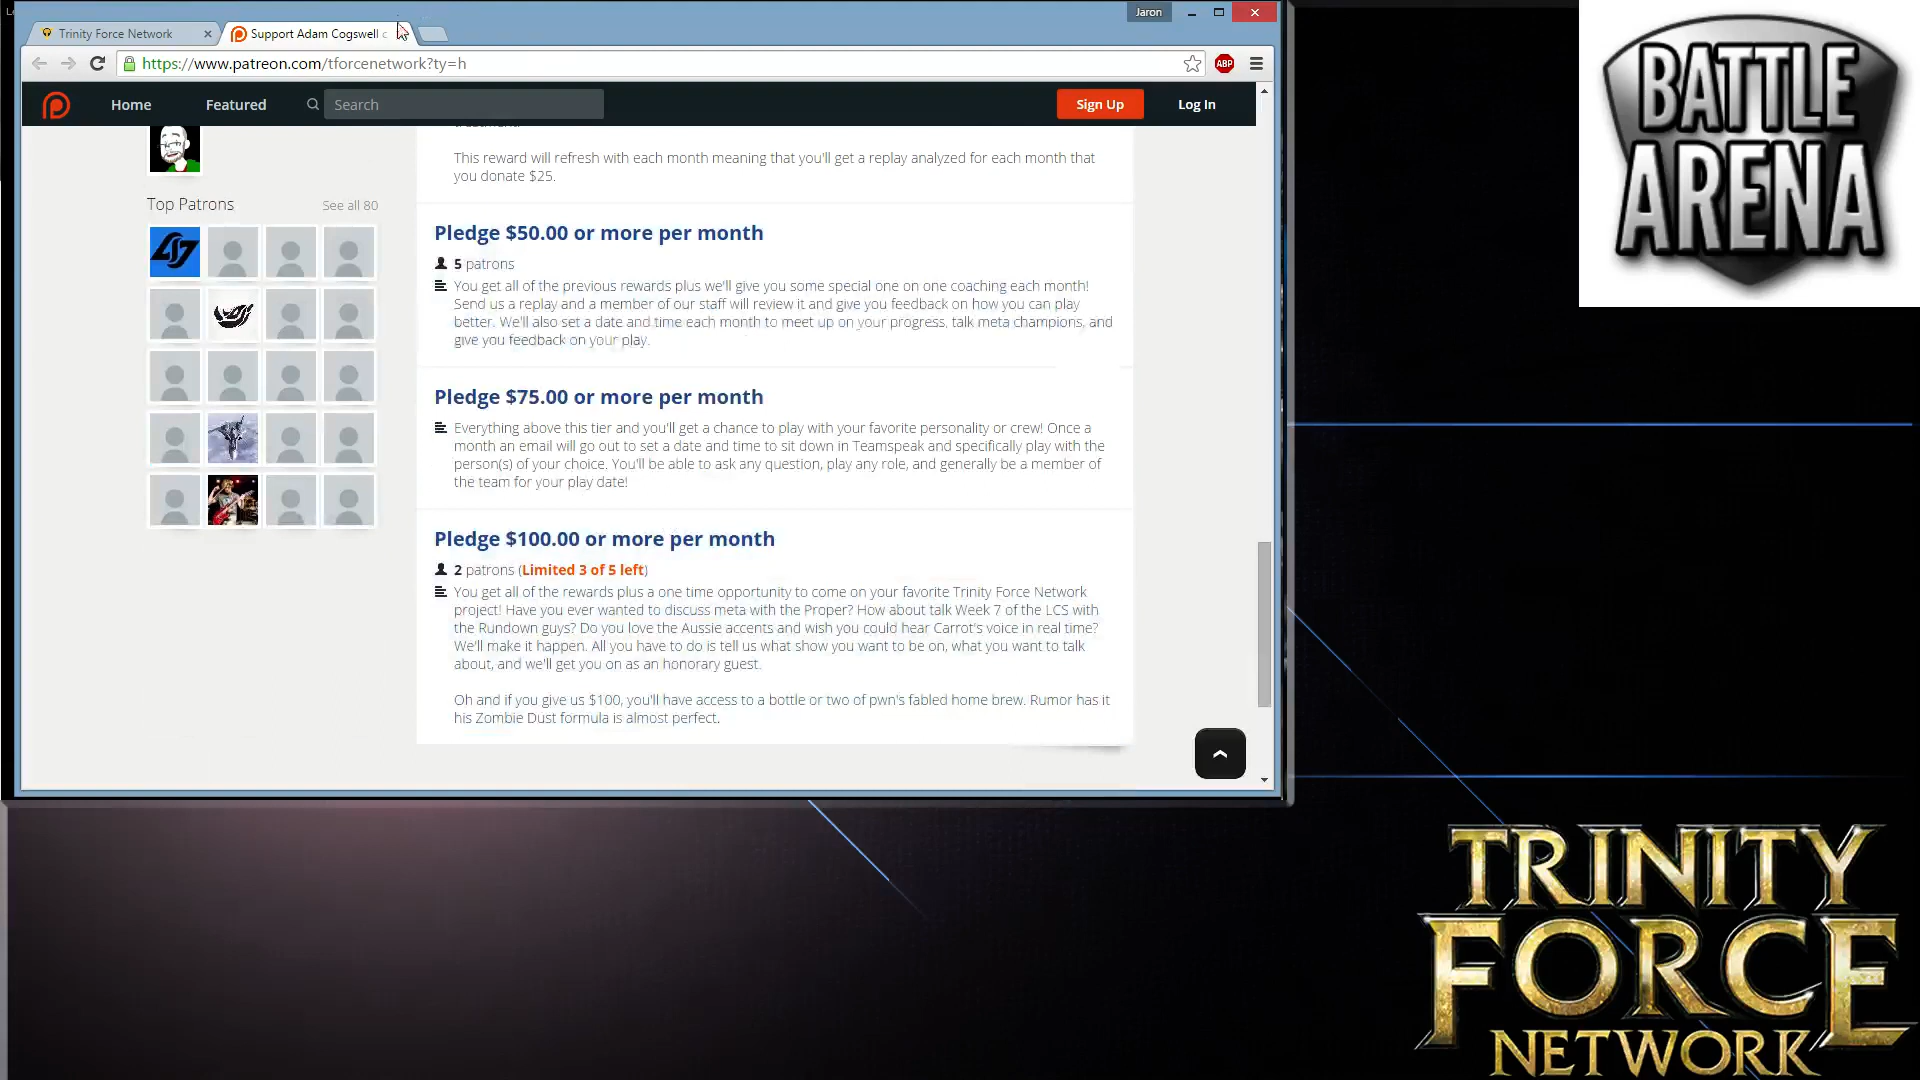 Jaron
Trinity Force Network
Support Adam Cogswell c
https://www.patreon.com/tforcenetwork?ty=h
ABP
Home
Featured
Search
Sign Up
Log In
This reward will refresh with each month meaning that you'll get a replay analyzed for each month that
you donate $25.
Top Patrons
See all 80
Pledge $50.00 or more per month
5 patrons
You get all of the previous rewards plus we'll give you some special one on one coaching each month!
Send us a replay and a member of our staff will review it and give you feedback on how you can play
better. We'll also set a date and time each month to meet up on your progress, talk meta champions, and
give you feedback on your play.
Pledge $75.00 or more per month
Everything above this tier and you'll get a chance to play with your favorite personality or crew! Once a
month an email will go out to set a date and time to sit down in Teamspeak and specifically play with the
person(s) of your choice. You'll be able to ask any question, play any role, and generally be a member of
the team for your play date!
Pledge $100.00 or more per month
2 patrons (Limited 3 of 5 left)
You get all of the rewards plus a one time opportunity to come on your favorite Trinity Force Network
project! Have you ever wanted to discuss meta with the Proper? How about talk Week 7 of the LCS with
the Rundown guys? Do you love the Aussie accents and wish you could hear Carrot's voice in real time?
We'll make it happen. All you have to do is tell us what show you want to be on, what you want to talk
about, and we'll get you on as an honorary guest.
Oh and if you give us $100, you'll have access to a bottle or two of pwn's fabled home brew. Rumor has it
his Zombie Dust formula is almost perfect.
BATTLE
ARENA
TRINITY
FORCE
NETWORK